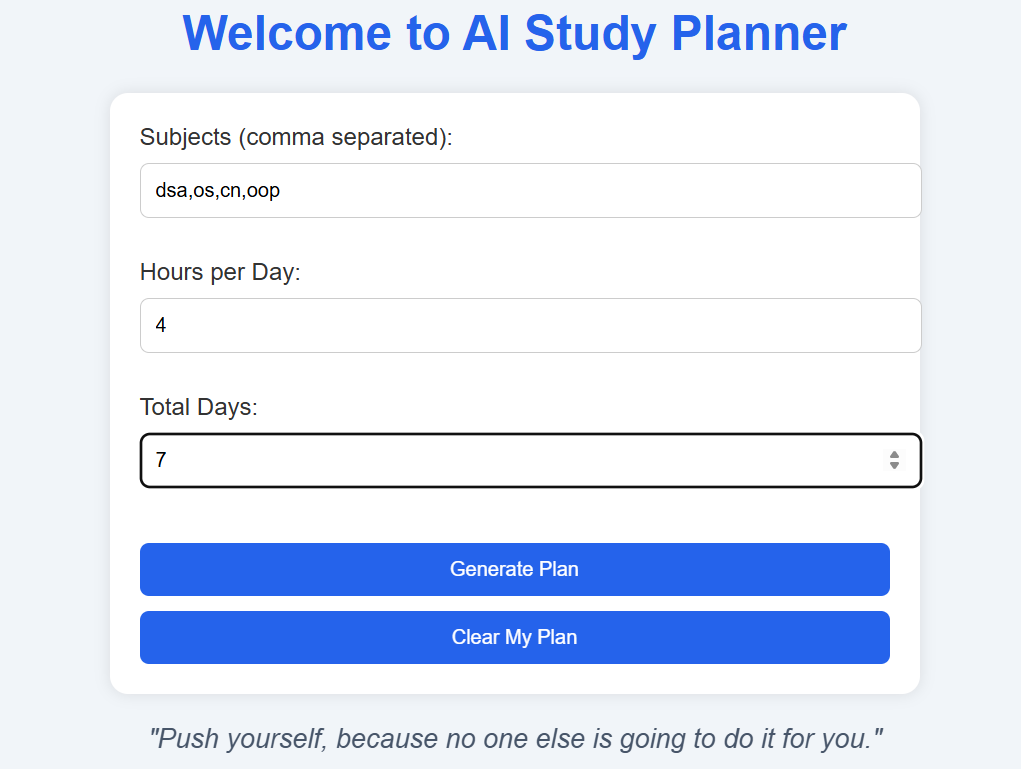 Welcome to AI Study Planner
Subjects (comma separated):
dsa,os,cn,oop
Hours per Day:
4
Total Days:
7
Generate Plan
Clear My Plan
"Push yourself, because no one else is going to do it for you."